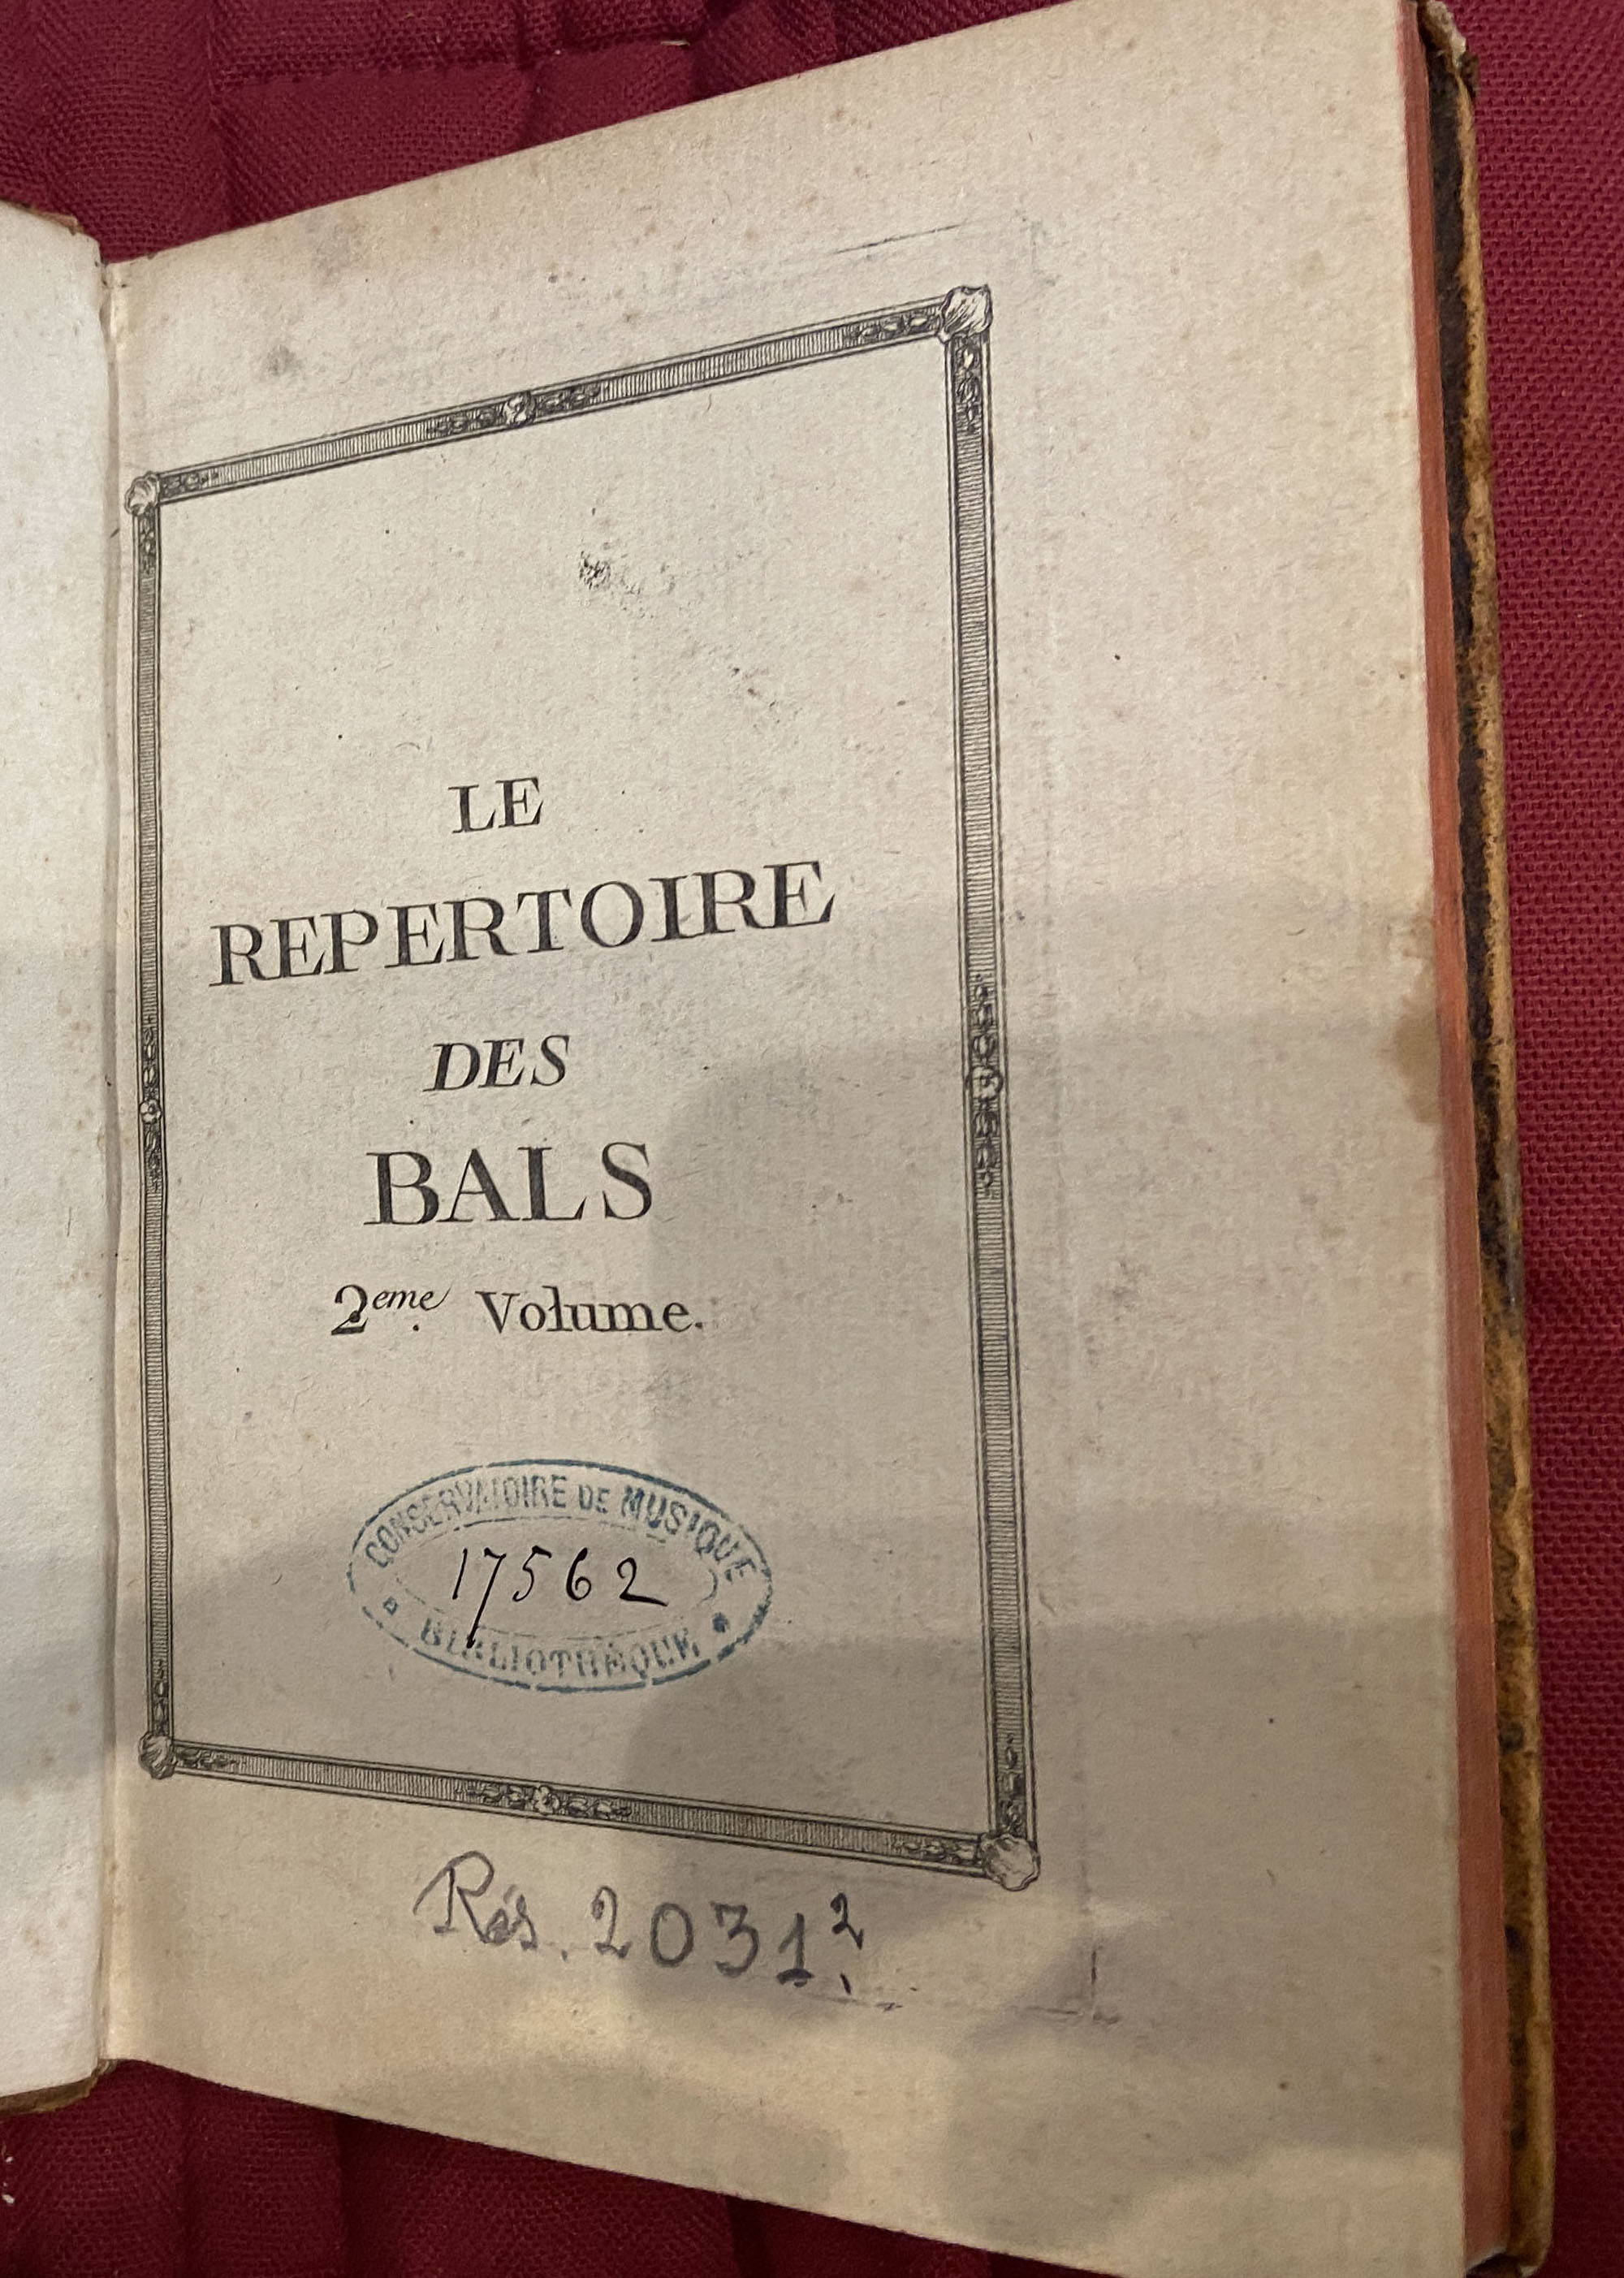 LE
REPERTOIRE
DES
BALS
2eme Volume.
CONSERVATOIRE DE MUSIQUE
17562
BIBLIOTHÈQUE
Rés. 2031²